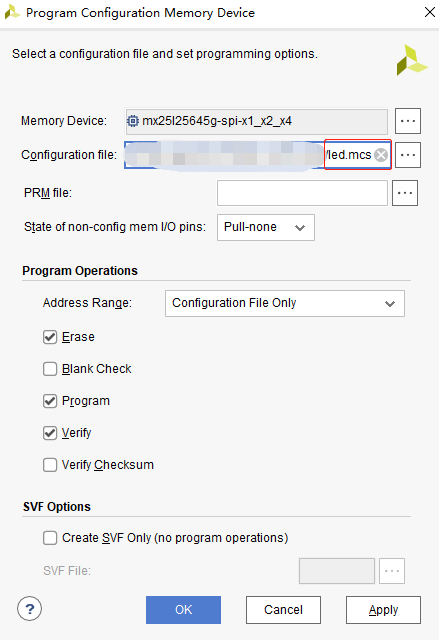 Program Configuration Memory Device
Select a configuration file and set programming options.
Memory Device: mx25l25645g-spi-x1_x2_x4 ...
Configuration file: /led.mcs ...
PRM file: ...
State of non-config mem I/O pins: Pull-none
Program Operations
Address Range: Configuration File Only
Erase
Blank Check
Program
Verify
Verify Checksum
SVF Options
Create SVF Only (no program operations)
SVF File: ...
? OK Cancel Apply